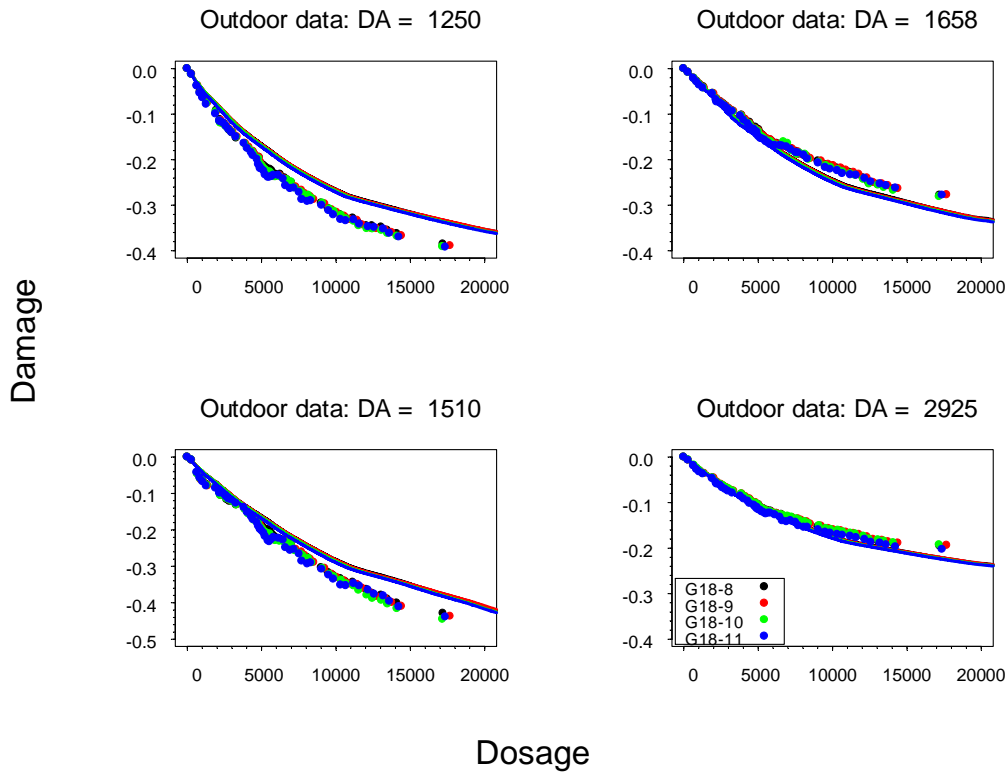 Outdoor data: DA = 1250
0.0
-0.1
-0.2
-0.3
-0.4
0 5000 10000 15000 20000
Outdoor data: DA = 1658
0.0
-0.1
-0.2
-0.3
-0.4
0 5000 10000 15000 20000
Damage
Outdoor data: DA = 1510
0.0
-0.1
-0.2
-0.3
-0.4
-0.5
0 5000 10000 15000 20000
Outdoor data: DA = 2925
0.0
-0.1
-0.2
-0.3
-0.4
G18-8
G18-9
G18-10
G18-11
0 5000 10000 15000 20000
Dosage